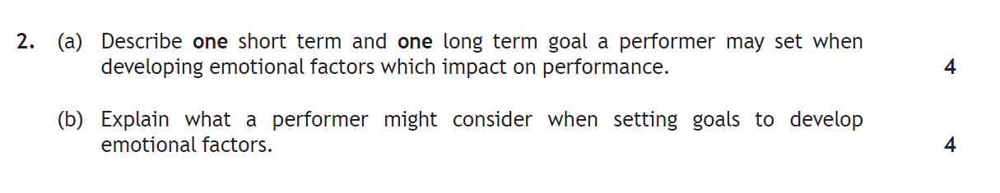 2. (a) Describe one short term and one long term goal a performer may set when
developing emotional factors which impact on performance. 4
(b) Explain what a performer might consider when setting goals to develop
emotional factors. 4